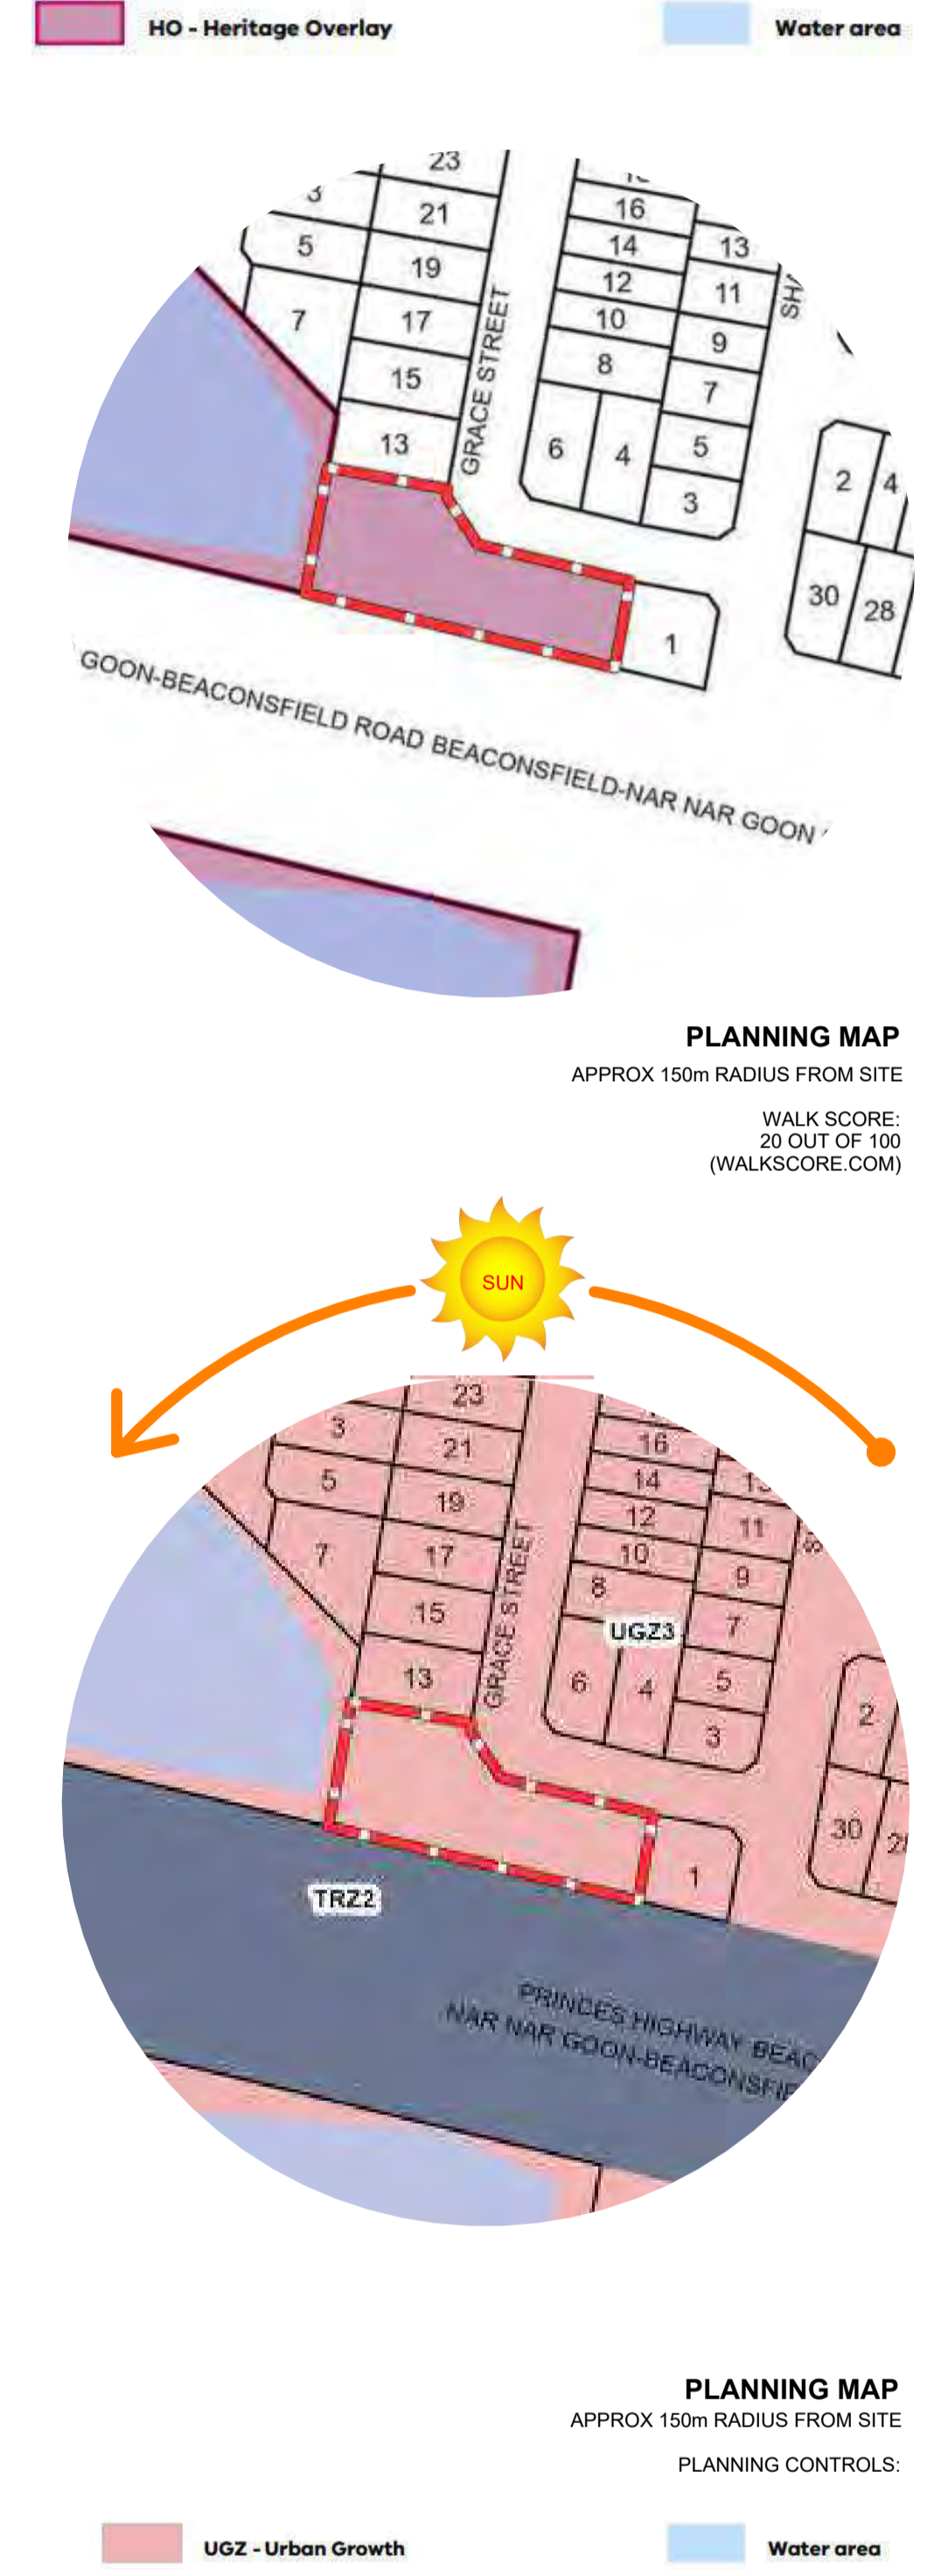 HO - Heritage Overlay
Water area
23
3
21
5
19
7
17
15
13
GRACE STREET
16
14
12
10
8
6
4
13
11
9
7
5
3
SHA
2
4
30
28
1
GOON-BEACONSFIELD ROAD BEACONSFIELD-NAR NAR GOON
PLANNING MAP
APPROX 150m RADIUS FROM SITE
WALK SCORE:
20 OUT OF 100
(WALKSCORE.COM)
SUN
23
3
21
5
19
7
17
15
13
GRACE STREET
16
14
12
10
8
UGZ3
6
4
11
9
7
5
3
2
30
1
TRZ2
PRINCES HIGHWAY BEAC
NAR NAR GOON-BEACONSFIE
PLANNING MAP
APPROX 150m RADIUS FROM SITE
PLANNING CONTROLS:
UGZ - Urban Growth
Water area